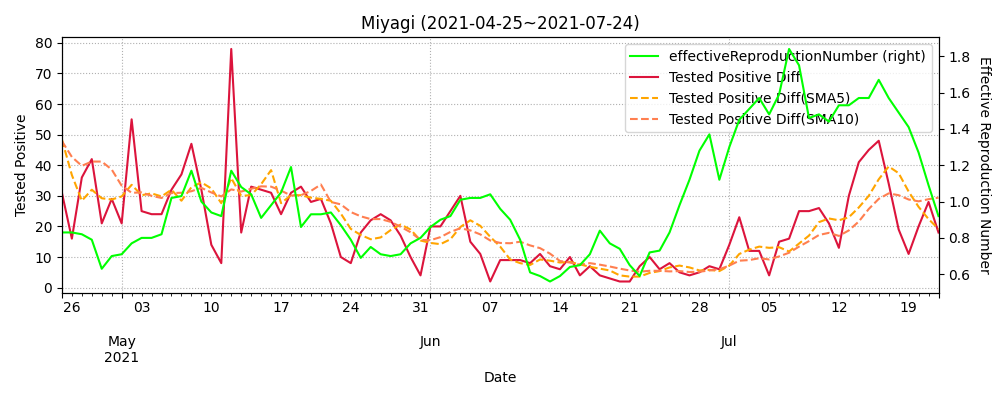 Miyagi (2021-04-25~2021-07-24)
effectiveReproductionNumber (right)
Tested Positive Diff
Tested Positive Diff(SMA5)
Tested Positive Diff(SMA10)
Tested Positive
80
70
60
50
40
30
20
10
0
Effective Reproduction Number
1.8
1.6
1.4
1.2
1.0
0.8
0.6
26 03 10 17 24 31 07 14 21 28 05 12 19
May Jun Jul
2021
Date